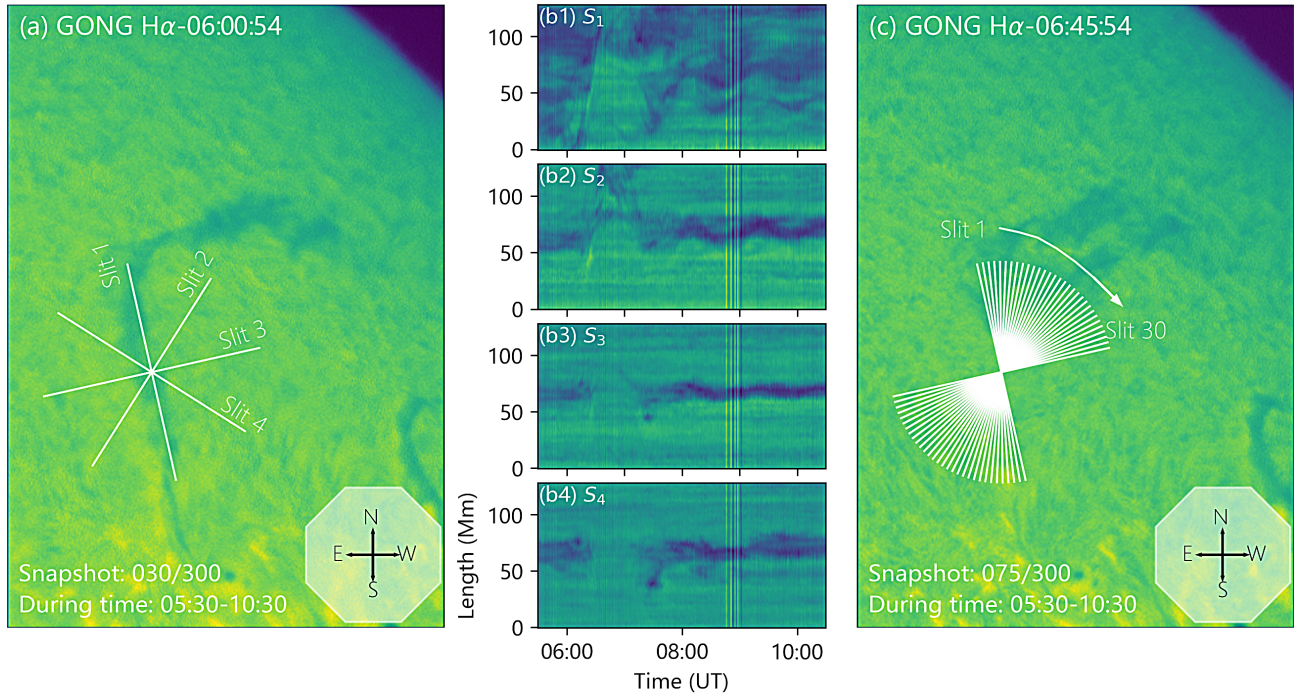 (a) GONG Hα-06:00:54
Slit 1
Slit 2
Slit 3
Slit 4
N
E W
S
Snapshot: 030/300
During time: 05:30-10:30
(b1) S₁
100
50
0
(b2) S₂
100
50
0
(b3) S₃
100
50
0
(b4) S₄
100
50
0
Length (Mm)
06:00 08:00 10:00
Time (UT)
(c) GONG Hα-06:45:54
Slit 1
Slit 30
N
E W
S
Snapshot: 075/300
During time: 05:30-10:30